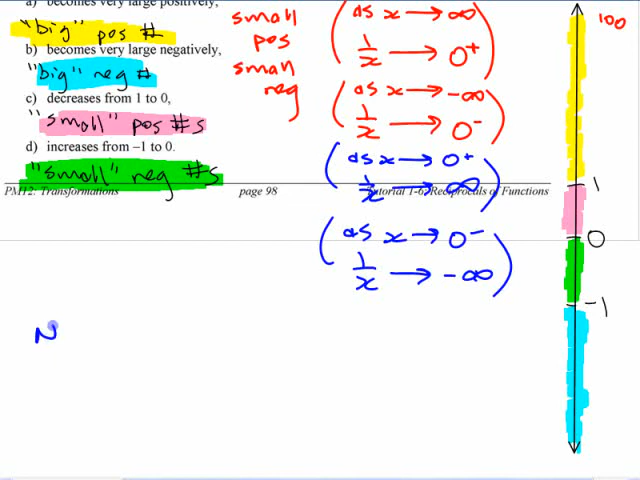 a) becomes very large positively,
"big" pos #
b) becomes very large negatively,
"big" neg #
c) decreases from 1 to 0,
"small" pos #s
d) increases from –1 to 0.
"small" neg #s
PM12: Transformations page 98 Tutorial 1-6: Reciprocals of Functions
small
pos
small
neg
(as x → ∞
1/x → 0⁺)
(as x → -∞
1/x → 0⁻)
(as x → 0⁺
1/x → ∞)
(as x → 0⁻
1/x → -∞)
100
1
0
-1
N